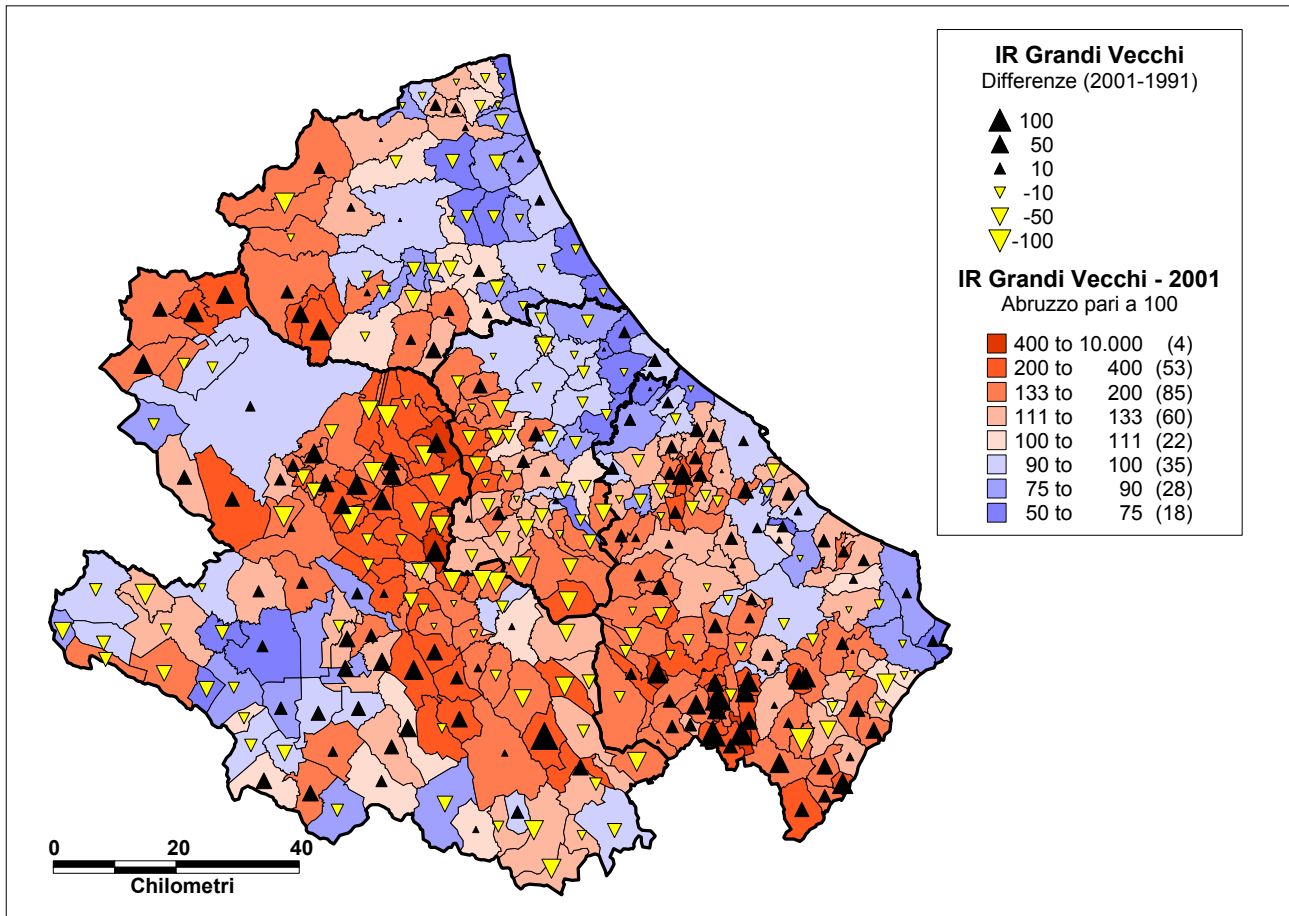 IR Grandi Vecchi
Differenze (2001-1991)
100
50
10
-10
-50
-100
IR Grandi Vecchi - 2001
Abruzzo pari a 100
400 to 10.000 (4)
200 to 400 (53)
133 to 200 (85)
111 to 133 (60)
100 to 111 (22)
90 to 100 (35)
75 to 90 (28)
50 to 75 (18)
0 20 40
Chilometri